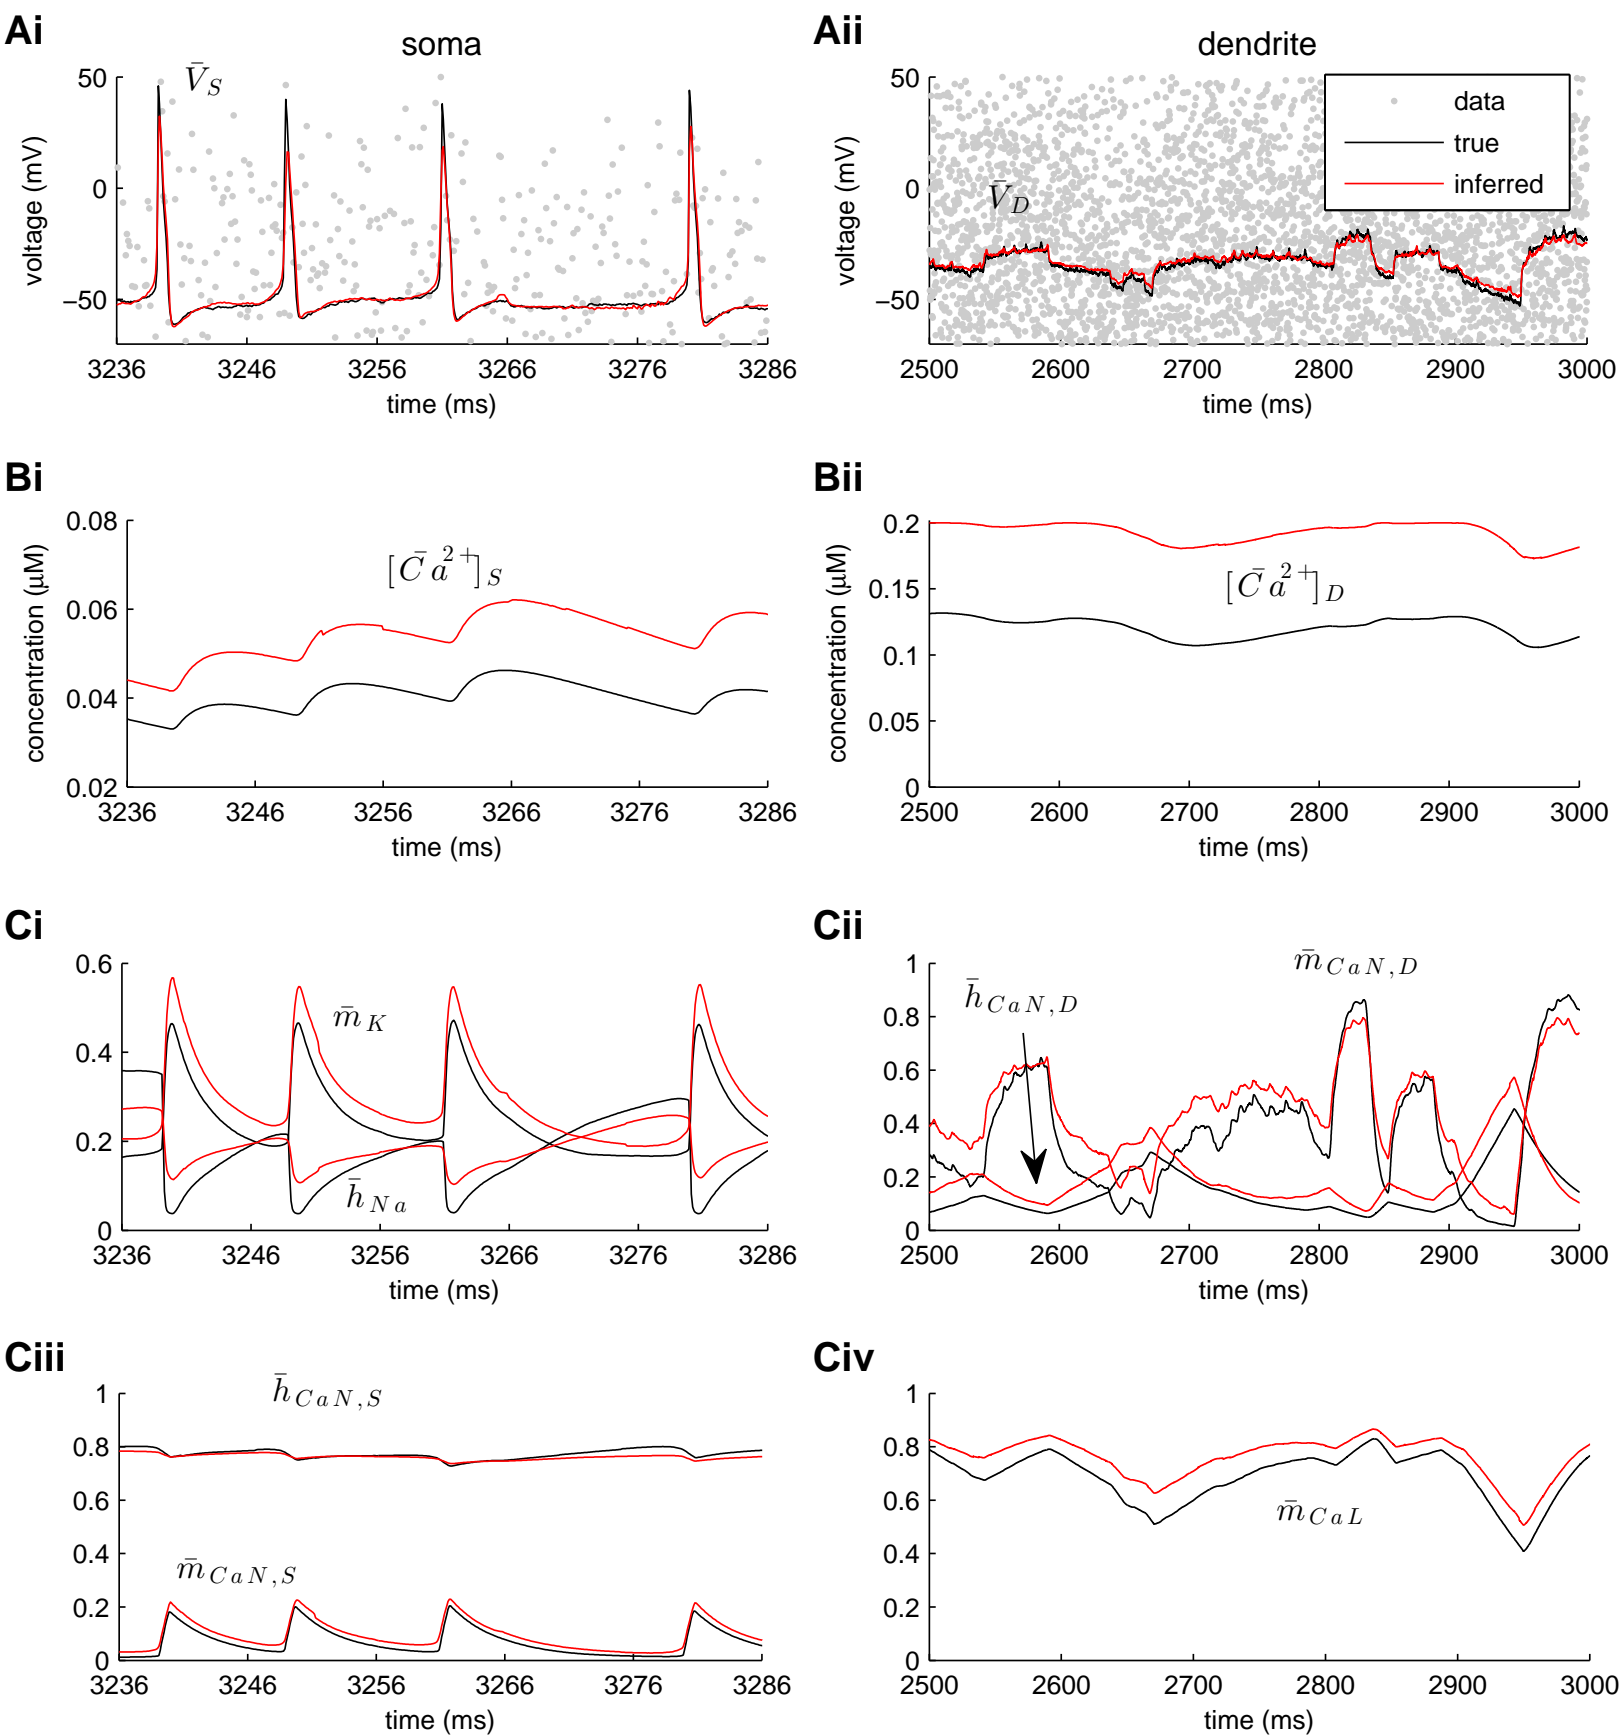 Ai
soma
V̄S
50
0
−50
voltage (mV)
3236 3246 3256 3266 3276 3286
time (ms)
Aii
dendrite
data
true
inferred
V̄D
50
0
−50
voltage (mV)
2500 2600 2700 2800 2900 3000
time (ms)
Bi
0.08
0.06
0.04
0.02
concentration (μM)
[C̄a2+]S
3236 3246 3256 3266 3276 3286
time (ms)
Bii
0.2
0.15
0.1
0.05
0
concentration (μM)
[C̄a2+]D
2500 2600 2700 2800 2900 3000
time (ms)
Ci
0.6
0.4
0.2
0
m̄K
h̄Na
3236 3246 3256 3266 3276 3286
time (ms)
Cii
1
0.8
0.6
0.4
0.2
0
m̄CaN,D
h̄CaN,D
2500 2600 2700 2800 2900 3000
time (ms)
Ciii
1
0.8
0.6
0.4
0.2
0
h̄CaN,S
m̄CaN,S
3236 3246 3256 3266 3276 3286
time (ms)
Civ
1
0.8
0.6
0.4
0.2
0
m̄CaL
2500 2600 2700 2800 2900 3000
time (ms)